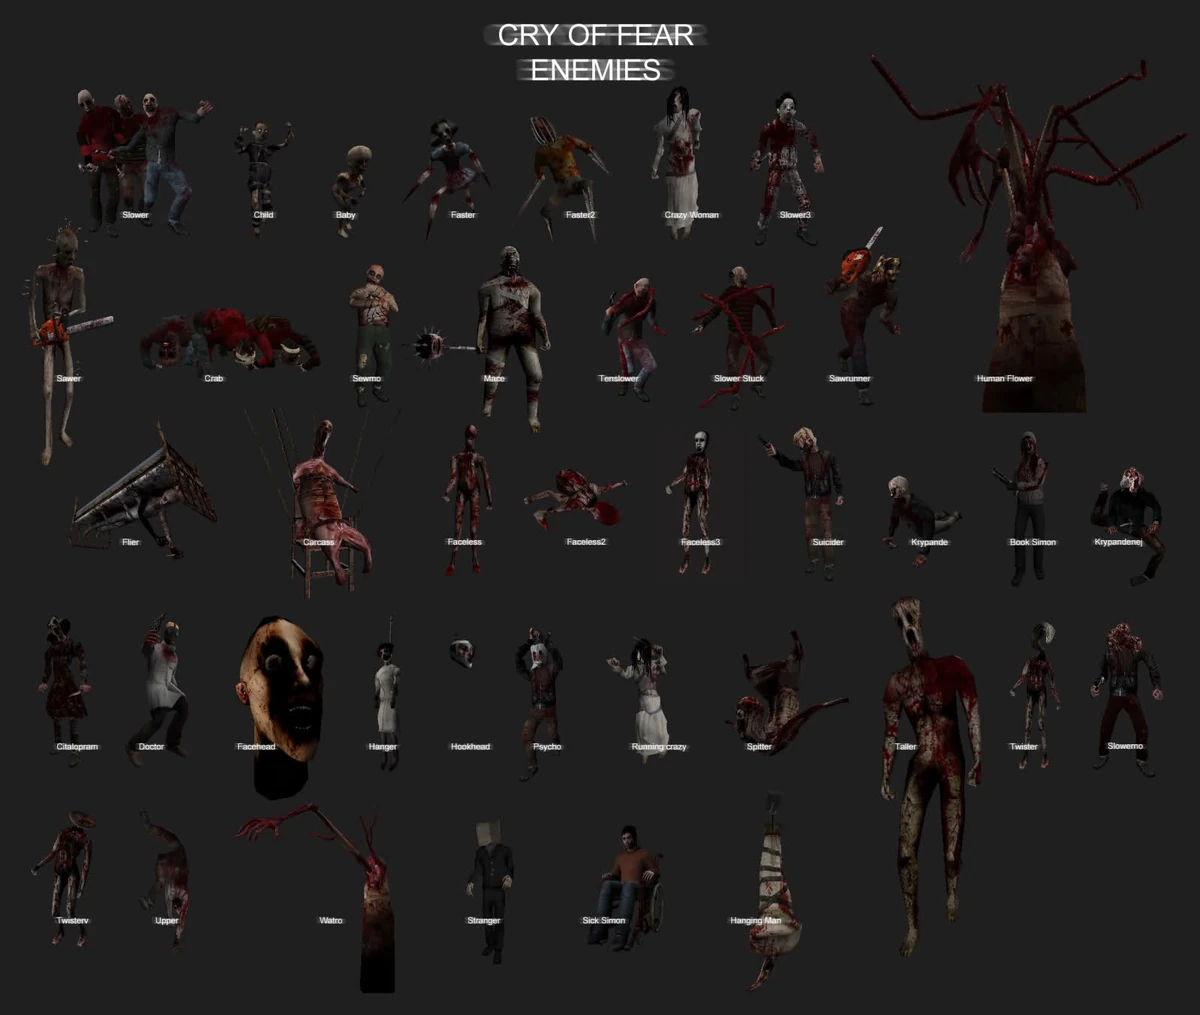 CRY OF FEAR
ENEMIES
Slower
Child
Baby
Faster
Faster2
Crazy Woman
Slower3
Sawer
Crab
Sewmo
Mace
Tenslower
Slower Stuck
Sawrunner
Human Flower
Flier
Carcass
Faceless
Faceless2
Faceless3
Suicider
Krypande
Book Simon
Krypandenej
Citalopram
Doctor
Facehead
Hanger
Hookhead
Psycho
Running crazy
Spitter
Taller
Twister
Slowerno
Twisterv
Upper
Watro
Stranger
Sick Simon
Hanging Man